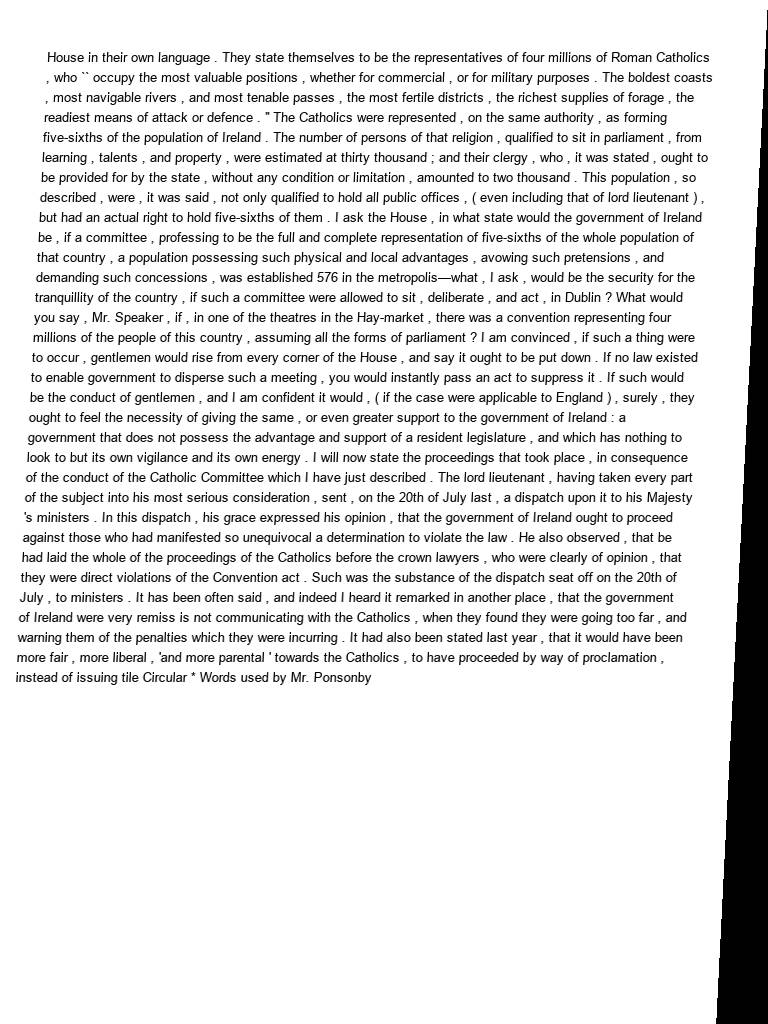 House in their own language . They state themselves to be the representatives of four millions of Roman Catholics
, who `` occupy the most valuable positions , whether for commercial , or for military purposes . The boldest coasts
, most navigable rivers , and most tenable passes , the most fertile districts , the richest supplies of forage , the
readiest means of attack or defence . " The Catholics were represented , on the same authority , as forming
five-sixths of the population of Ireland . The number of persons of that religion , qualified to sit in parliament , from
learning , talents , and property , were estimated at thirty thousand ; and their clergy , who , it was stated , ought to
be provided for by the state , without any condition or limitation , amounted to two thousand . This population , so
described , were , it was said , not only qualified to hold all public offices , ( even including that of lord lieutenant ) ,
but had an actual right to hold five-sixths of them . I ask the House , in what state would the government of Ireland
be , if a committee , professing to be the full and complete representation of five-sixths of the whole population of
that country , a population possessing such physical and local advantages , avowing such pretensions , and
demanding such concessions , was established 576 in the metropolis—what , I ask , would be the security for the
tranquillity of the country , if such a committee were allowed to sit , deliberate , and act , in Dublin ? What would
you say , Mr. Speaker , if , in one of the theatres in the Hay-market , there was a convention representing four
millions of the people of this country , assuming all the forms of parliament ? I am convinced , if such a thing were
to occur , gentlemen would rise from every corner of the House , and say it ought to be put down . If no law existed
to enable government to disperse such a meeting , you would instantly pass an act to suppress it . If such would
be the conduct of gentlemen , and I am confident it would , ( if the case were applicable to England ) , surely , they
ought to feel the necessity of giving the same , or even greater support to the government of Ireland : a
government that does not possess the advantage and support of a resident legislature , and which has nothing to
look to but its own vigilance and its own energy . I will now state the proceedings that took place , in consequence
of the conduct of the Catholic Committee which I have just described . The lord lieutenant , having taken every part
of the subject into his most serious consideration , sent , on the 20th of July last , a dispatch upon it to his Majesty
's ministers . In this dispatch , his grace expressed his opinion , that the government of Ireland ought to proceed
against those who had manifested so unequivocal a determination to violate the law . He also observed , that be
had laid the whole of the proceedings of the Catholics before the crown lawyers , who were clearly of opinion , that
they were direct violations of the Convention act . Such was the substance of the dispatch seat off on the 20th of
July , to ministers . It has been often said , and indeed I heard it remarked in another place , that the government
of Ireland were very remiss is not communicating with the Catholics , when they found they were going too far , and
warning them of the penalties which they were incurring . It had also been stated last year , that it would have been
more fair , more liberal , 'and more parental ' towards the Catholics , to have proceeded by way of proclamation ,
instead of issuing tile Circular * Words used by Mr. Ponsonby